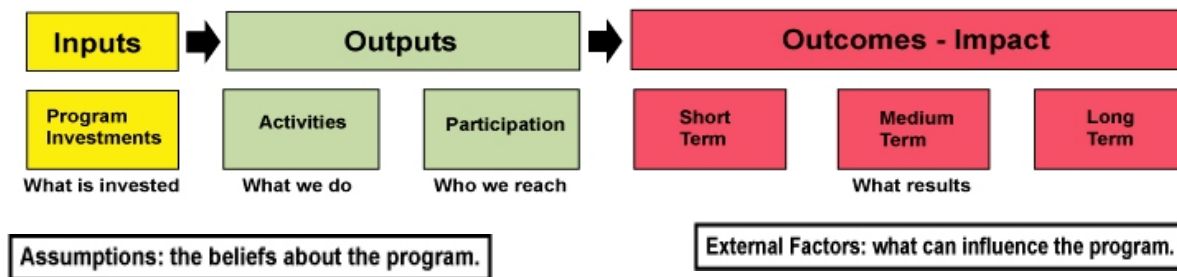 Inputs
Outputs
Outcomes - Impact
Program
Investments
Activities
Participation
Short
Term
Medium
Term
Long
Term
What is invested
What we do
Who we reach
What results
Assumptions: the beliefs about the program.
External Factors: what can influence the program.